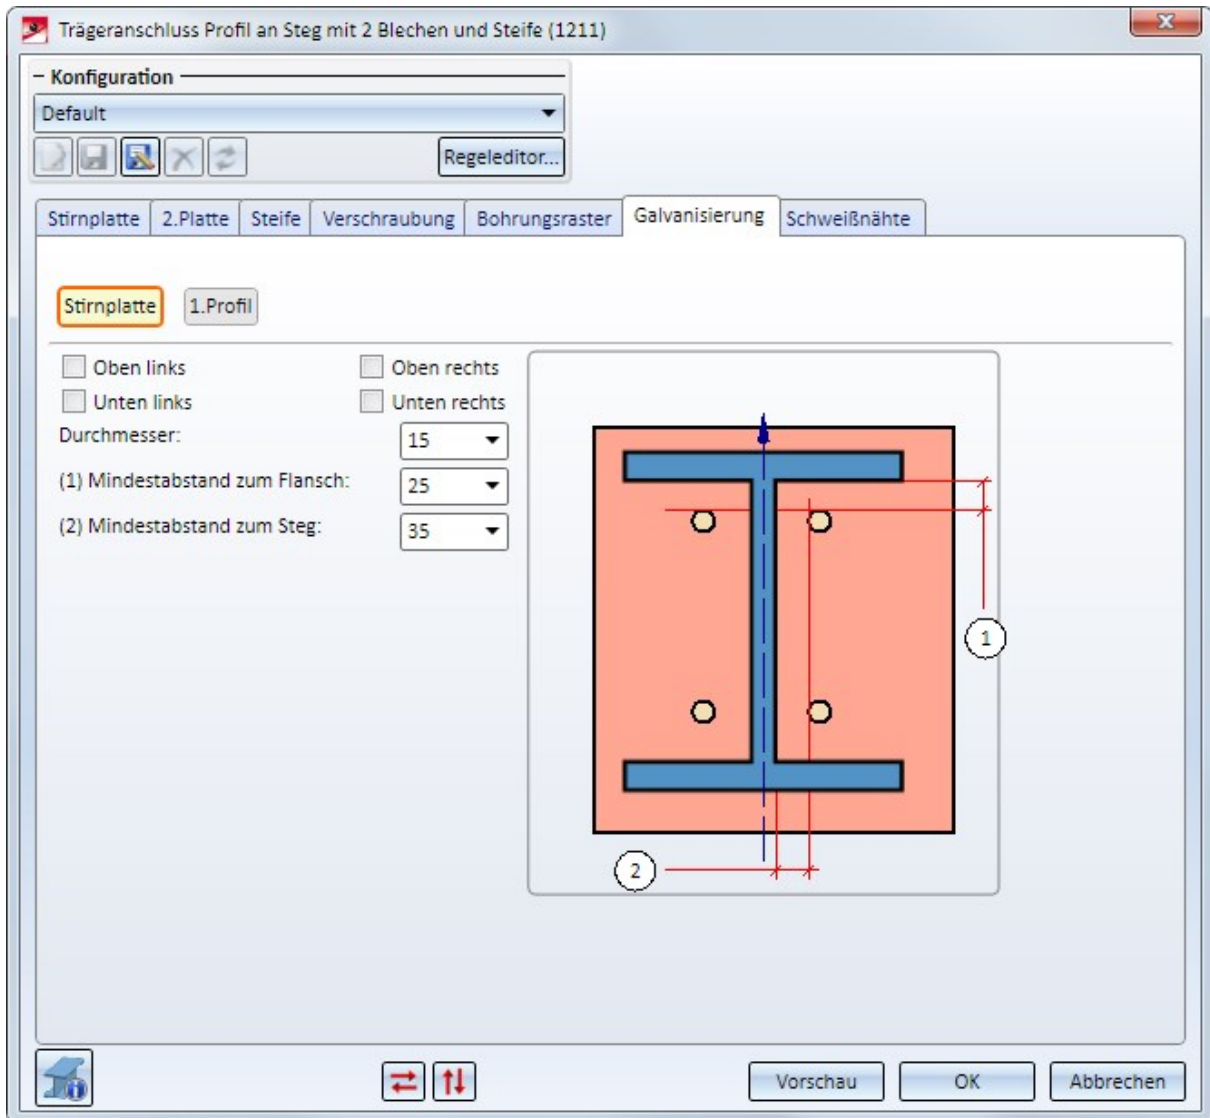 Trägeranschluss Profil an Steg mit 2 Blechen und Steife (1211)
Konfiguration
Default
Regeleditor...
Stirnplatte 2.Platte Steife Verschraubung Bohrungsraster Galvanisierung Schweißnähte
Stirnplatte 1.Profil
Oben links Oben rechts
Unten links Unten rechts
Durchmesser: 15
(1) Mindestabstand zum Flansch: 25
(2) Mindestabstand zum Steg: 35
1
2
Vorschau OK Abbrechen